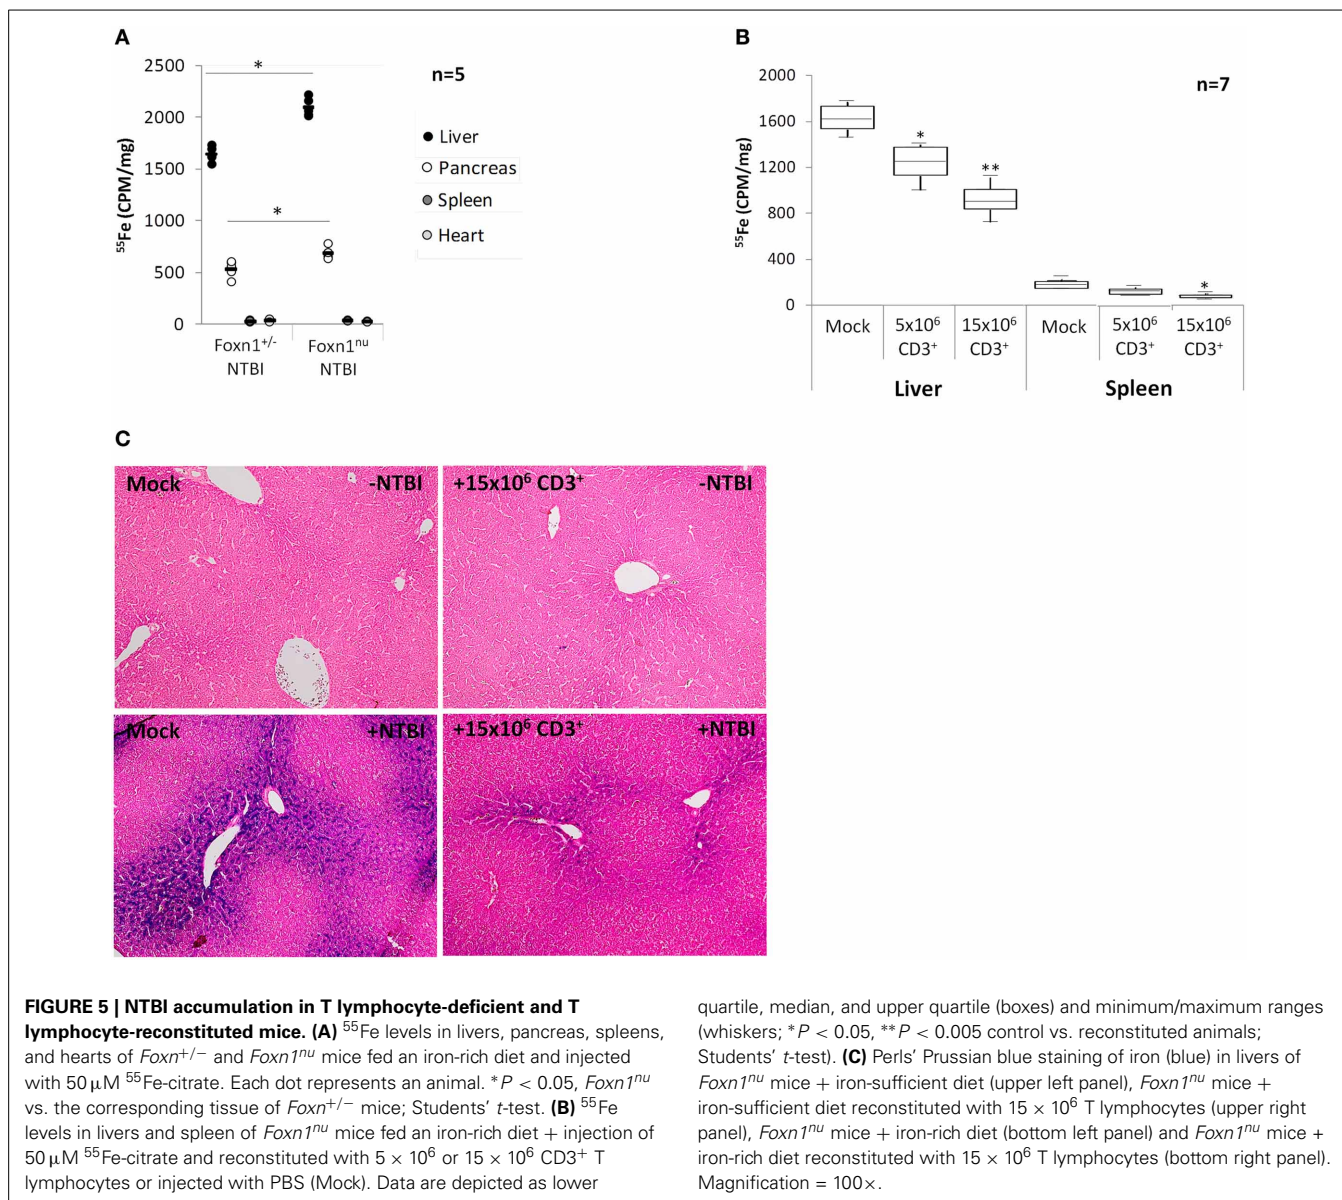 A
2500
2000
1500
1000
500
0
⁵⁵Fe (CPM/mg)
*
*
n=5
Liver
Pancreas
Spleen
Heart
Foxn1⁺/⁻
NTBI
Foxn1ⁿᵘ
NTBI
B
2000
1600
1200
800
400
0
⁵⁵Fe (CPM/mg)
n=7
*
**
*
Mock
5x10⁶
CD3⁺
15x10⁶
CD3⁺
Mock
5x10⁶
CD3⁺
15x10⁶
CD3⁺
Liver
Spleen
C
Mock -NTBI
+15x10⁶ CD3⁺ -NTBI
Mock +NTBI
+15x10⁶ CD3⁺ +NTBI
FIGURE 5 | NTBI accumulation in T lymphocyte-deficient and T
lymphocyte-reconstituted mice. (A) ⁵⁵Fe levels in livers, pancreas, spleens,
and hearts of Foxn⁺/⁻ and Foxn1ⁿᵘ mice fed an iron-rich diet and injected
with 50 μM ⁵⁵Fe-citrate. Each dot represents an animal. *P < 0.05, Foxn1ⁿᵘ
vs. the corresponding tissue of Foxn⁺/⁻ mice; Students' t-test. (B) ⁵⁵Fe
levels in livers and spleen of Foxn1ⁿᵘ mice fed an iron-rich diet + injection of
50 μM ⁵⁵Fe-citrate and reconstituted with 5 × 10⁶ or 15 × 10⁶ CD3⁺ T
lymphocytes or injected with PBS (Mock). Data are depicted as lower
quartile, median, and upper quartile (boxes) and minimum/maximum ranges
(whiskers; *P < 0.05, **P < 0.005 control vs. reconstituted animals;
Students' t-test). (C) Perls' Prussian blue staining of iron (blue) in livers of
Foxn1ⁿᵘ mice + iron-sufficient diet (upper left panel), Foxn1ⁿᵘ mice +
iron-sufficient diet reconstituted with 15 × 10⁶ T lymphocytes (upper right
panel), Foxn1ⁿᵘ mice + iron-rich diet (bottom left panel) and Foxn1ⁿᵘ mice +
iron-rich diet reconstituted with 15 × 10⁶ T lymphocytes (bottom right panel).
Magnification = 100×.